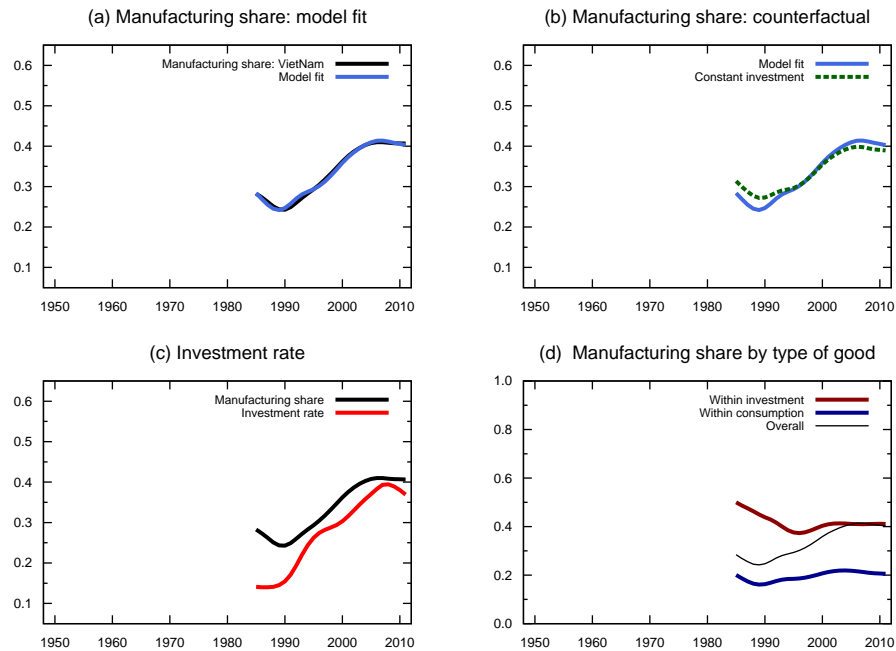 (a) Manufacturing share: model fit
Manufacturing share: VietNam
Model fit
0.6
0.5
0.4
0.3
0.2
0.1
1950 1960 1970 1980 1990 2000 2010
(b) Manufacturing share: counterfactual
Model fit
Constant investment
0.6
0.5
0.4
0.3
0.2
0.1
1950 1960 1970 1980 1990 2000 2010
(c) Investment rate
Manufacturing share
Investment rate
0.6
0.5
0.4
0.3
0.2
0.1
1950 1960 1970 1980 1990 2000 2010
(d) Manufacturing share by type of good
Within investment
Within consumption
Overall
1.0
0.8
0.6
0.4
0.2
0.0
1950 1960 1970 1980 1990 2000 2010